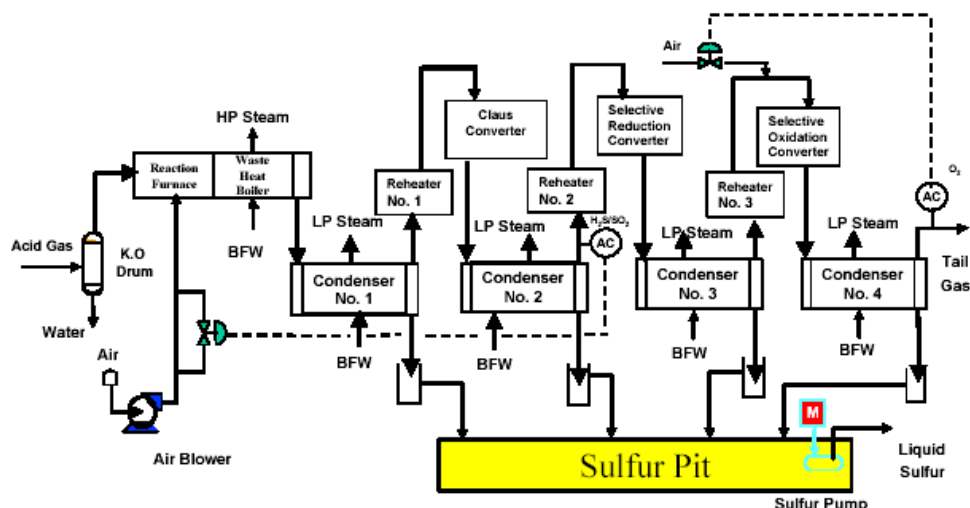 Air
O₂
Claus
Converter
Selective
Reduction
Converter
Selective
Oxidation
Converter
HP Steam
Reaction
Furnace
Waste
Heat
Boiler
Reheater
No. 1
Reheater
No. 2
Reheater
No. 3
AC
Acid Gas
K.O
Drum
BFW
LP Steam
LP Steam
H₂S/SO₂
AC
LP Steam
LP Steam
Tail
Gas
Condenser
No. 1
Condenser
No. 2
Condenser
No. 3
Condenser
No. 4
Water
Air
BFW
BFW
BFW
BFW
Air Blower
M
Sulfur Pit
Liquid
Sulfur
Sulfur Pump